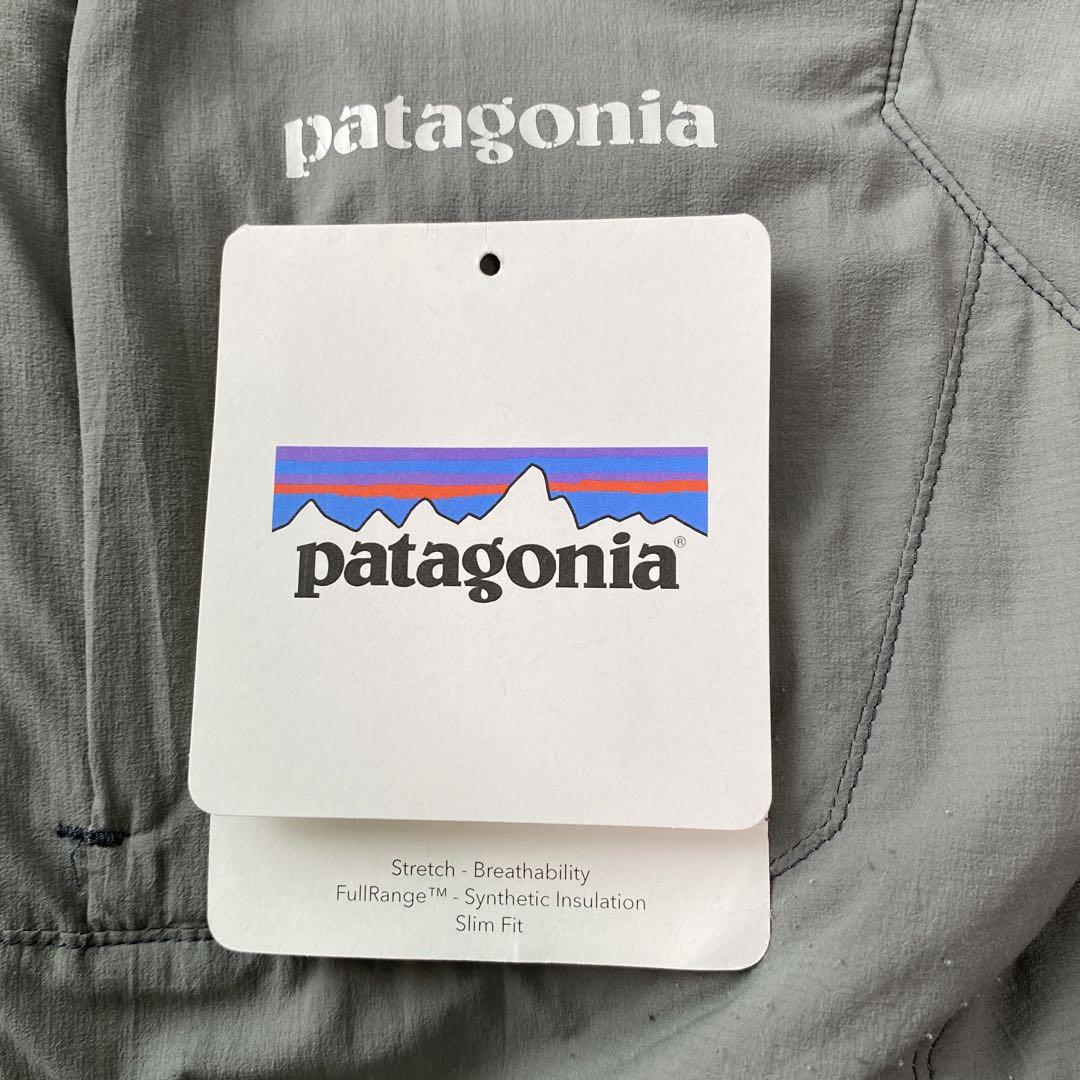 patagonia
patagonia®
Stretch - Breathability
FullRange™ - Synthetic Insulation
Slim Fit